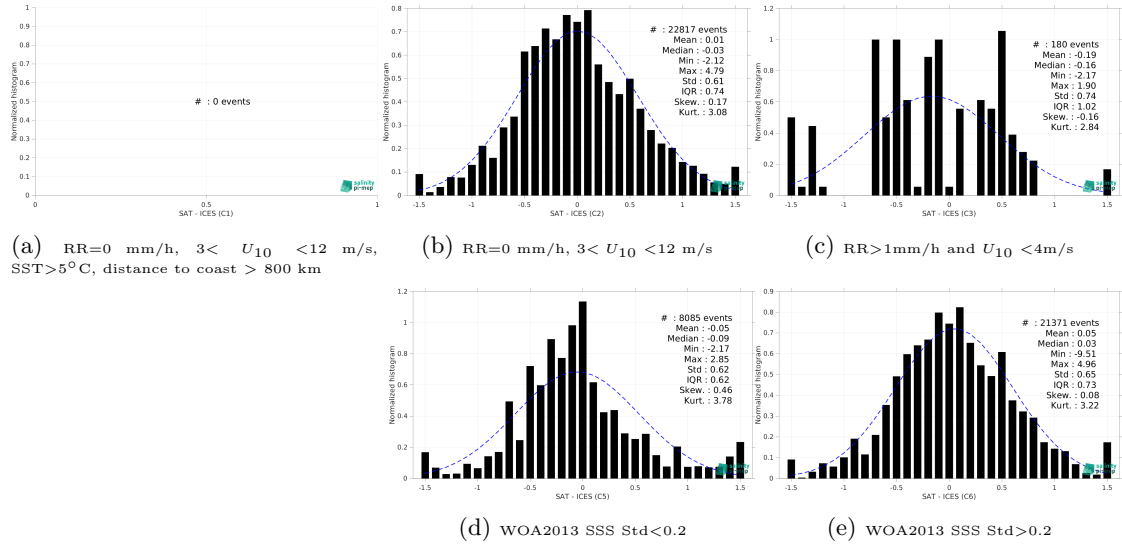 1
0.9
0.8
0.7
0.6
0.5
0.4
0.3
0.2
0.1
0
Normalized histogram
# : 0 events
0 0.5 1
SAT - ICES (C1)
salinity
pi-mep
(a) RR=0 mm/h, 3< U10 <12 m/s,
SST>5°C, distance to coast > 800 km
0.8
0.7
0.6
0.5
0.4
0.3
0.2
0.1
0
Normalized histogram
# : 22817 events
Mean : 0.01
Median : -0.03
Min : -2.12
Max : 4.79
Std : 0.61
IQR : 0.74
Skew. : 0.17
Kurt. : 3.08
-1.5 -1 -0.5 0 0.5 1 1.5
SAT - ICES (C2)
salinity
pi-mep
(b) RR=0 mm/h, 3< U10 <12 m/s
1.2
1
0.8
0.6
0.4
0.2
0
Normalized histogram
# : 180 events
Mean : -0.19
Median : -0.16
Min : -2.17
Max : 1.90
Std : 0.74
IQR : 1.02
Skew. : -0.16
Kurt. : 2.84
-1.5 -1 -0.5 0 0.5 1 1.5
SAT - ICES (C3)
salinity
pi-mep
(c) RR>1mm/h and U10 <4m/s
1.2
1
0.8
0.6
0.4
0.2
0
Normalized histogram
# : 8085 events
Mean : -0.05
Median : -0.09
Min : -2.17
Max : 2.85
Std : 0.62
IQR : 0.62
Skew. : 0.46
Kurt. : 3.78
-1.5 -1 -0.5 0 0.5 1 1.5
SAT - ICES (C5)
salinity
pi-mep
(d) WOA2013 SSS Std<0.2
0.9
0.8
0.7
0.6
0.5
0.4
0.3
0.2
0.1
0
Normalized histogram
# : 21371 events
Mean : 0.05
Median : 0.03
Min : -9.51
Max : 4.96
Std : 0.65
IQR : 0.73
Skew. : 0.08
Kurt. : 3.22
-1.5 -1 -0.5 0 0.5 1 1.5
SAT - ICES (C6)
salinity
pi-mep
(e) WOA2013 SSS Std>0.2